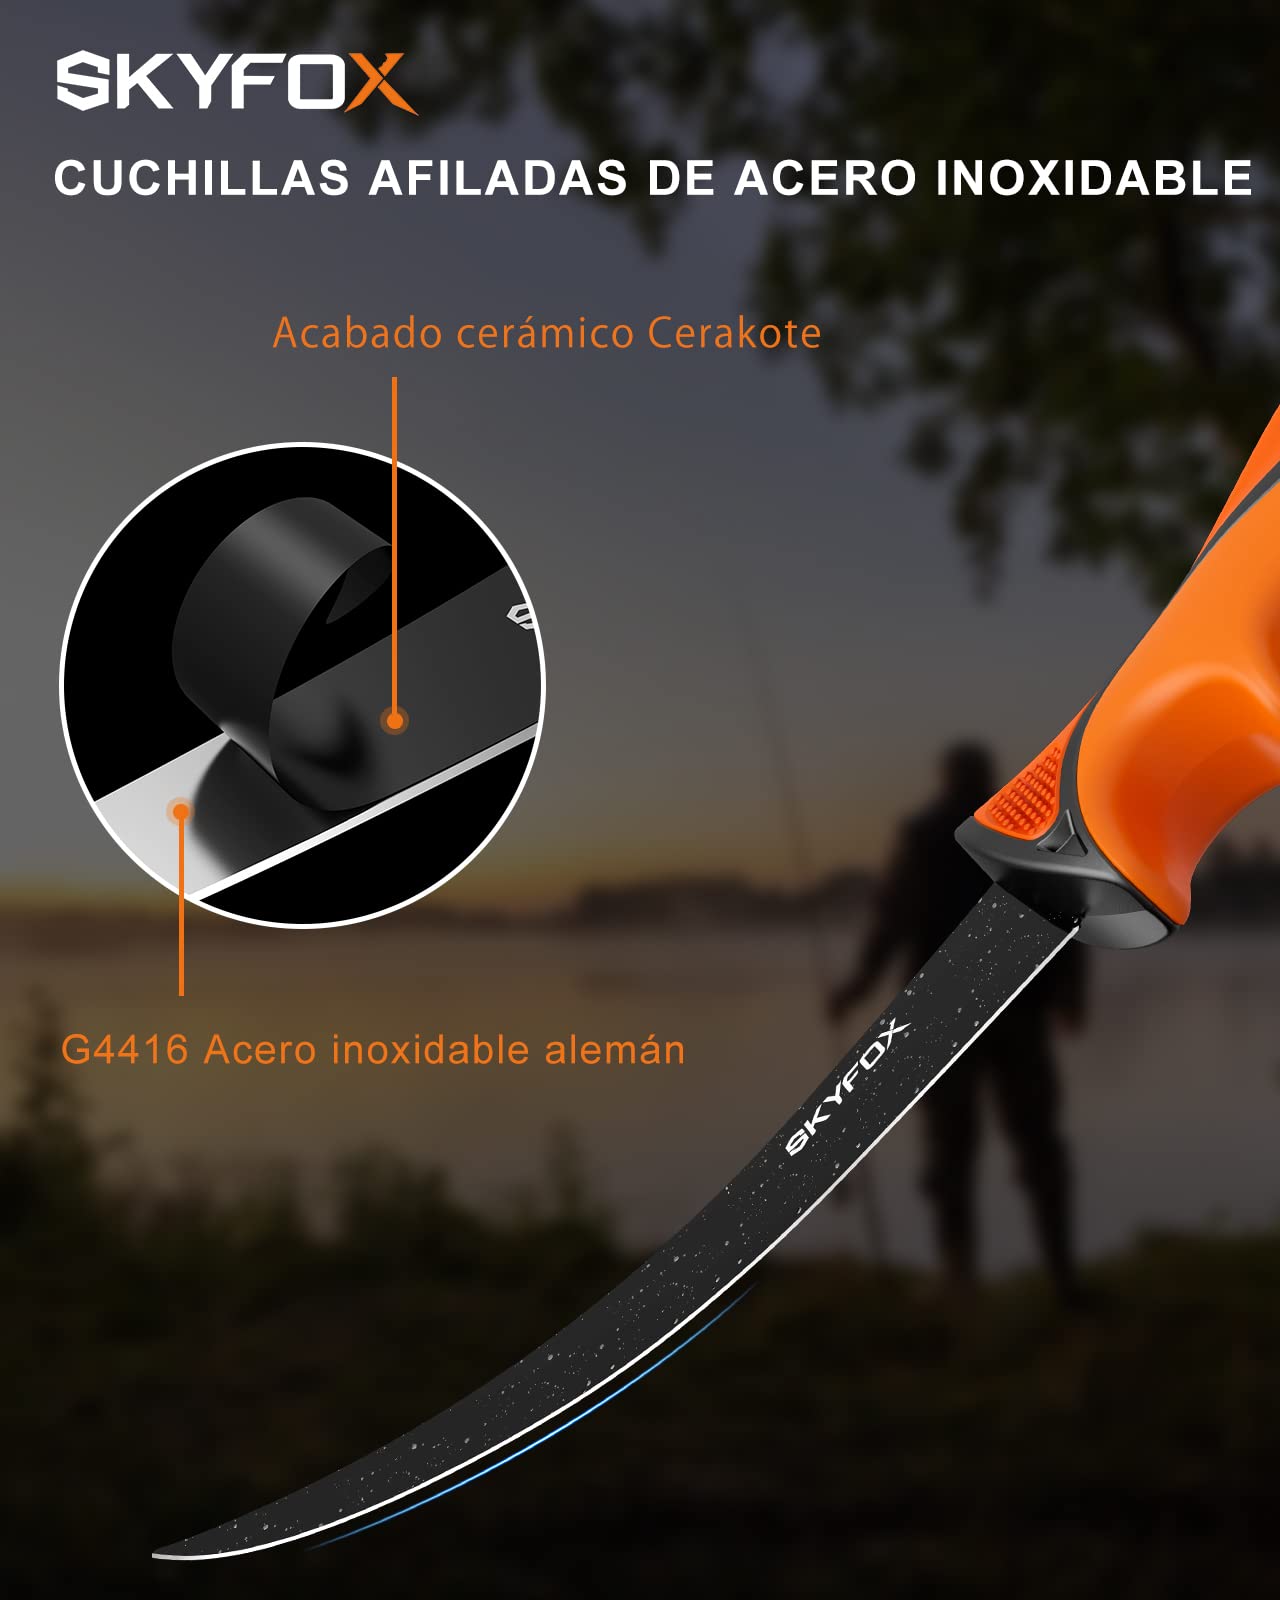 SKYFOX
CUCHILLAS AFILADAS DE ACERO INOXIDABLE
Acabado cerámico Cerakote
S
G4416 Acero inoxidable alemán
SKYFOX